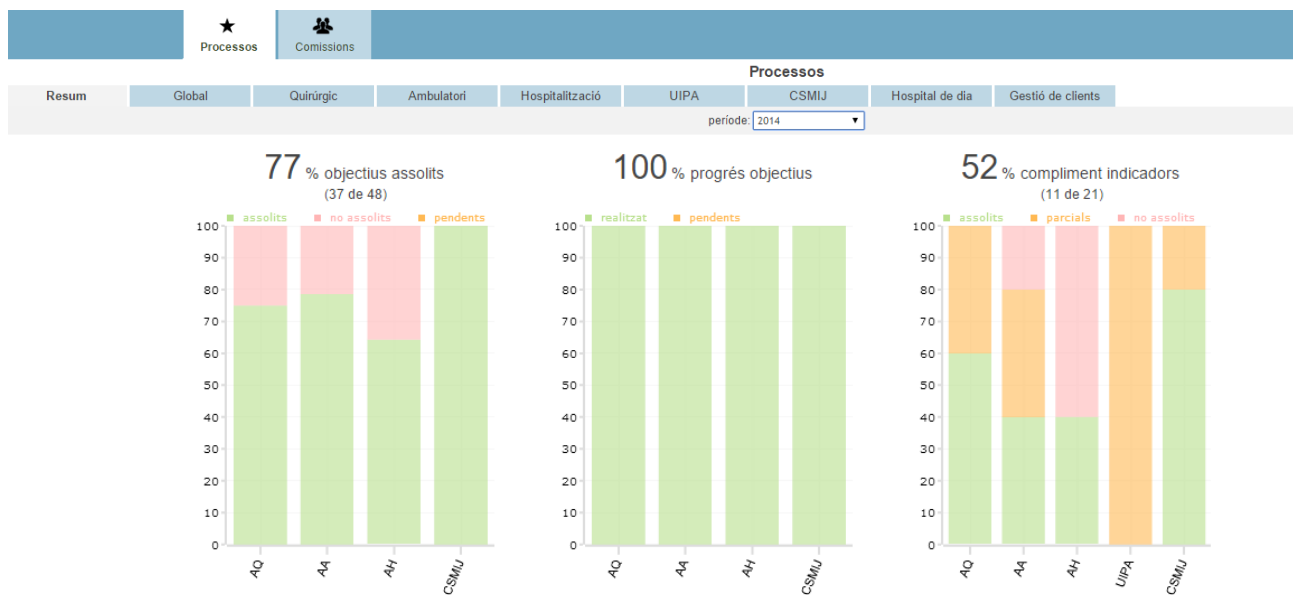 Processos Comissions
Processos
Resum Global Quirúrgic Ambulatori Hospitalització UIPA CSMIJ Hospital de dia Gestió de clients
període: 2014
77 % objectius assolits
(37 de 48)
assolits no assolits pendents
100
90
80
70
60
50
40
30
20
10
0
AQ AA AH CSMIJ
100 % progrés objectius
realitzat pendents
100
90
80
70
60
50
40
30
20
10
0
AQ AA AH CSMIJ
52 % compliment indicadors
(11 de 21)
assolits parcials no assolits
100
90
80
70
60
50
40
30
20
10
0
AQ AA AH UIPA CSMIJ